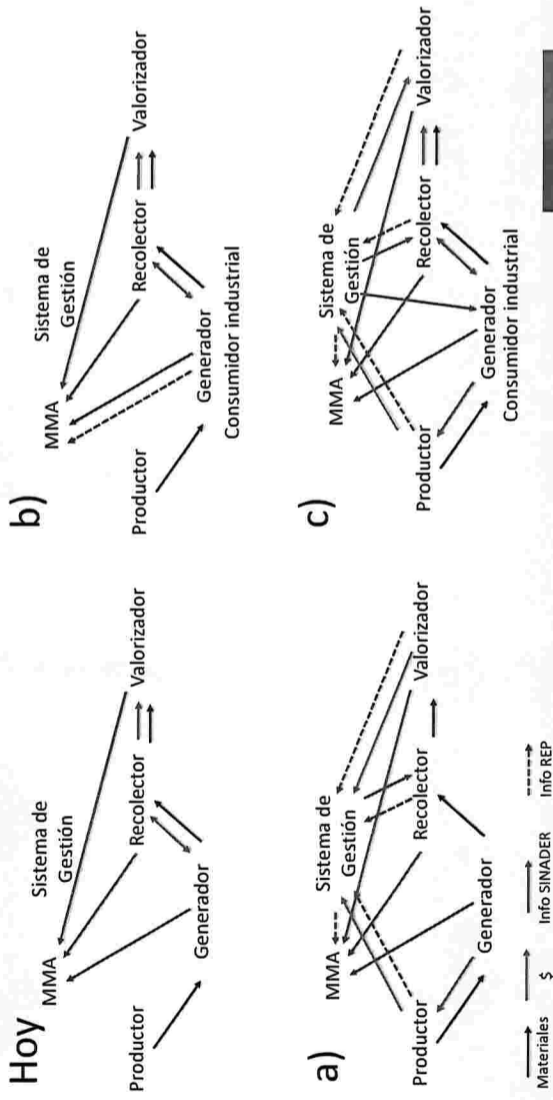 Hoy
MMA
Sistema de
Gestión
Productor
Recolector
Valorizador
Generador
b)
MMA
Sistema de
Gestión
Productor
Recolector
Valorizador
Generador
Consumidor industrial
a)
MMA
Sistema de
Gestión
Productor
Recolector
Valorizador
Generador
c)
MMA
Sistema de
Gestión
Productor
Recolector
Valorizador
Generador
Consumidor industrial
Materiales
$
Info SINADER
Info REP